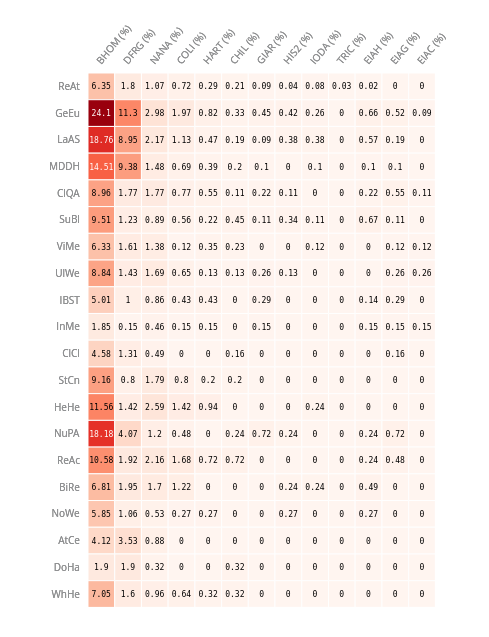 BHOM (%) DFRG (%) NANA (%) COLI (%) HART (%) CHIL (%) GIAR (%) HIS2 (%) IODA (%) TRIC (%) EIAH (%) EIAG (%) EIAC (%)
ReAt 6.35 1.8 1.07 0.72 0.29 0.21 0.09 0.04 0.08 0.03 0.02 0 0
GeEu 24.1 11.3 2.98 1.97 0.82 0.33 0.45 0.42 0.26 0 0.66 0.52 0.09
LaAS 18.76 8.95 2.17 1.13 0.47 0.19 0.09 0.38 0.38 0 0.57 0.19 0
MDDH 14.51 9.38 1.48 0.69 0.39 0.2 0.1 0 0.1 0 0.1 0.1 0
ClQA 8.96 1.77 1.77 0.77 0.55 0.11 0.22 0.11 0 0 0.22 0.55 0.11
SuBl 9.51 1.23 0.89 0.56 0.22 0.45 0.11 0.34 0.11 0 0.67 0.11 0
ViMe 6.33 1.61 1.38 0.12 0.35 0.23 0 0 0.12 0 0 0.12 0.12
UlWe 8.84 1.43 1.69 0.65 0.13 0.13 0.26 0.13 0 0 0 0.26 0.26
IBST 5.01 1 0.86 0.43 0.43 0 0.29 0 0 0 0.14 0.29 0
InMe 1.85 0.15 0.46 0.15 0.15 0 0.15 0 0 0 0.15 0.15 0.15
ClCl 4.58 1.31 0.49 0 0 0.16 0 0 0 0 0 0.16 0
StCn 9.16 0.8 1.79 0.8 0.2 0.2 0 0 0 0 0 0 0
HeHe 11.56 1.42 2.59 1.42 0.94 0 0 0 0.24 0 0 0 0
NuPA 18.18 4.07 1.2 0.48 0 0.24 0.72 0.24 0 0 0.24 0.72 0
ReAc 10.58 1.92 2.16 1.68 0.72 0.72 0 0 0 0 0.24 0.48 0
BiRe 6.81 1.95 1.7 1.22 0 0 0 0.24 0.24 0 0.49 0 0
NoWe 5.85 1.06 0.53 0.27 0.27 0 0 0.27 0 0 0.27 0 0
AtCe 4.12 3.53 0.88 0 0 0 0 0 0 0 0 0 0
DoHa 1.9 1.9 0.32 0 0 0.32 0 0 0 0 0 0 0
WhHe 7.05 1.6 0.96 0.64 0.32 0.32 0 0 0 0 0 0 0